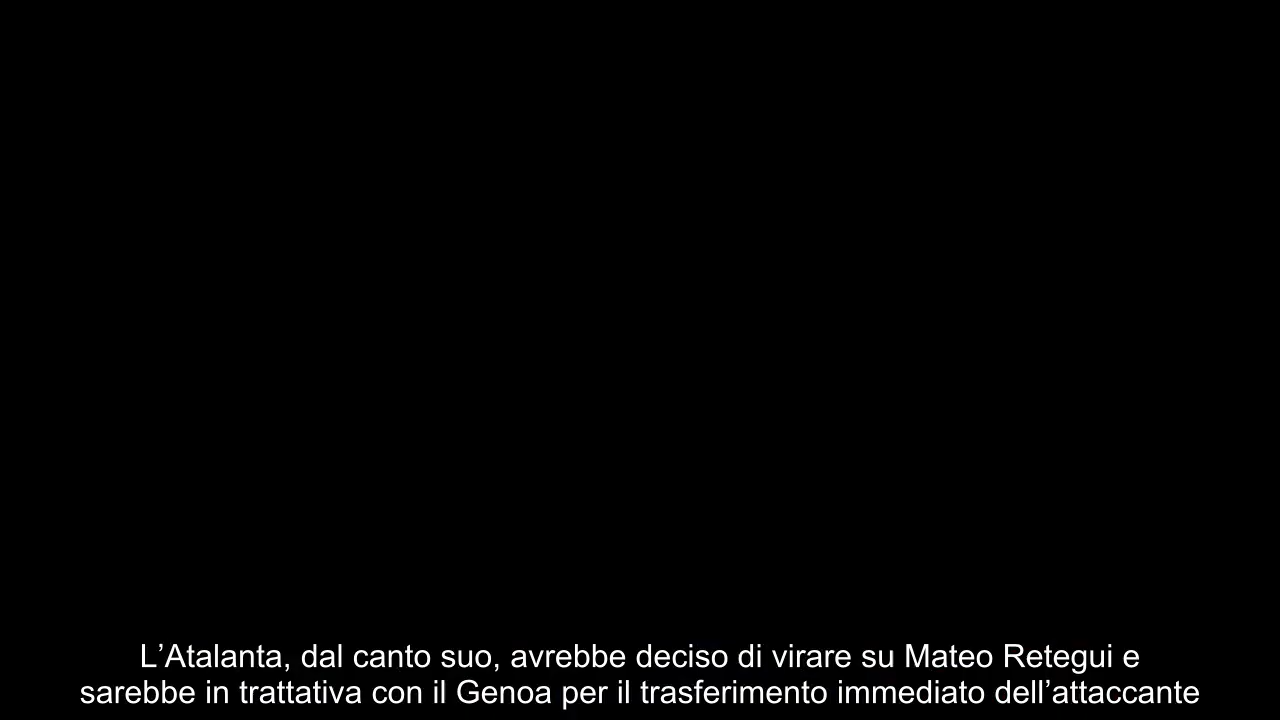 L’Atalanta, dal canto suo, avrebbe deciso di virare su Mateo Retegui e
sarebbe in trattativa con il Genoa per il trasferimento immediato dell’attaccante